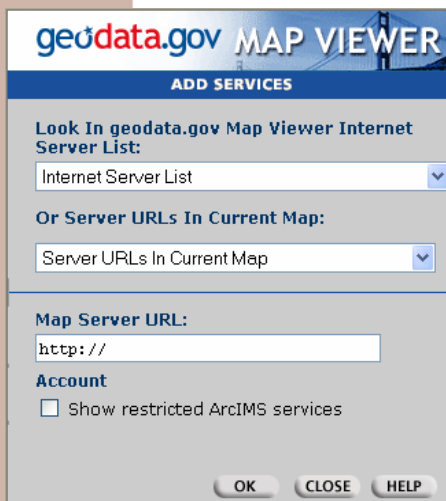 geodata.gov MAP VIEWER
ADD SERVICES
Look In geodata.gov Map Viewer Internet
Server List:
Internet Server List
Or Server URLs In Current Map:
Server URLs In Current Map
Map Server URL:
http://
Account
Show restricted ArcIMS services
OK CLOSE HELP